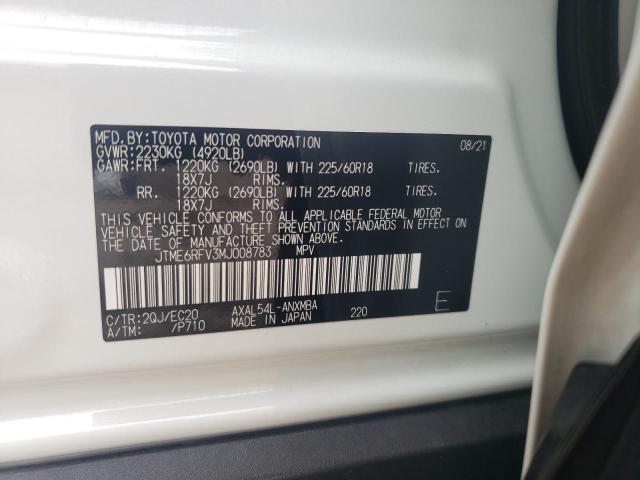 MFD.BY:TOYOTA MOTOR CORPORATION 08/21
GVWR:2230KG (4920LB)
GAWR:FRT. 1220KG (2690LB) WITH 225/60R18 TIRES.
18X7J RIMS.
RR. 1220KG (2690LB) WITH 225/60R18 TIRES.
18X7J RIMS.
THIS VEHICLE CONFORMS TO ALL APPLICABLE FEDERAL MOTOR
VEHICLE SAFETY AND THEFT PREVENTION STANDARDS IN EFFECT ON
THE DATE OF MANUFACTURE SHOWN ABOVE.
JTME6RFV3MJ008783 MPV
C/TR:2QJ/EC20 AXAL54L-ANXMBA 220 E
A/TM: /P710 MADE IN JAPAN